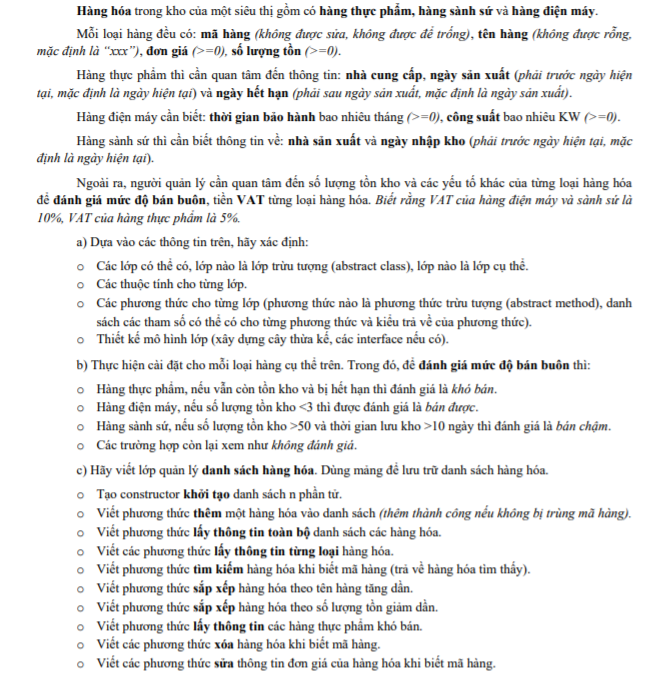 Hàng hóa trong kho của một siêu thị gồm có hàng thực phẩm, hàng sành sứ và hàng điện máy.
Mỗi loại hàng đều có: mã hàng (không được sửa, không được để trống), tên hàng (không được rỗng,
mặc định là “xxx”), đơn giá (>=0), số lượng tồn (>=0).
Hàng thực phẩm thì cần quan tâm đến thông tin: nhà cung cấp, ngày sản xuất (phải trước ngày hiện
tại, mặc định là ngày hiện tại) và ngày hết hạn (phải sau ngày sản xuất, mặc định là ngày sản xuất).
Hàng điện máy cần biết: thời gian bảo hành bao nhiêu tháng (>=0), công suất bao nhiêu KW (>=0).
Hàng sành sứ thì cần biết thông tin về: nhà sản xuất và ngày nhập kho (phải trước ngày hiện tại, mặc
định là ngày hiện tại).
Ngoài ra, người quản lý cần quan tâm đến số lượng tồn kho và các yếu tố khác của từng loại hàng hóa
để đánh giá mức độ bán buôn, tiền VAT từng loại hàng hóa. Biết rằng VAT của hàng điện máy và sành sứ là
10%, VAT của hàng thực phẩm là 5%.
a) Dựa vào các thông tin trên, hãy xác định:
o Các lớp có thể có, lớp nào là lớp trừu tượng (abstract class), lớp nào là lớp cụ thể.
o Các thuộc tính cho từng lớp.
o Các phương thức cho từng lớp (phương thức nào là phương thức trừu tượng (abstract method), danh
sách các tham số có thể có cho từng phương thức và kiểu trả về của phương thức).
o Thiết kế mô hình lớp (xây dựng cây thừa kế, các interface nếu có).
b) Thực hiện cài đặt cho mỗi loại hàng cụ thể trên. Trong đó, để đánh giá mức độ bán buôn thì:
o Hàng thực phẩm, nếu vẫn còn tồn kho và bị hết hạn thì đánh giá là khó bán.
o Hàng điện máy, nếu số lượng tồn kho <3 thì được đánh giá là bán được.
o Hàng sành sứ, nếu số lượng tồn kho >50 và thời gian lưu kho >10 ngày thì đánh giá là bán chậm.
o Các trường hợp còn lại xem như không đánh giá.
c) Hãy viết lớp quản lý danh sách hàng hóa. Dùng mảng để lưu trữ danh sách hàng hóa.
o Tạo constructor khởi tạo danh sách n phần tử.
o Viết phương thức thêm một hàng hóa vào danh sách (thêm thành công nếu không bị trùng mã hàng).
o Viết phương thức lấy thông tin toàn bộ danh sách các hàng hóa.
o Viết các phương thức lấy thông tin từng loại hàng hóa.
o Viết phương thức tìm kiếm hàng hóa khi biết mã hàng (trả về hàng hóa tìm thấy).
o Viết phương thức sắp xếp hàng hóa theo tên hàng tăng dần.
o Viết phương thức sắp xếp hàng hóa theo số lượng tồn giảm dần.
o Viết phương thức lấy thông tin các hàng thực phẩm khó bán.
o Viết các phương thức xóa hàng hóa khi biết mã hàng.
o Viết các phương thức sửa thông tin đơn giá của hàng hóa khi biết mã hàng.